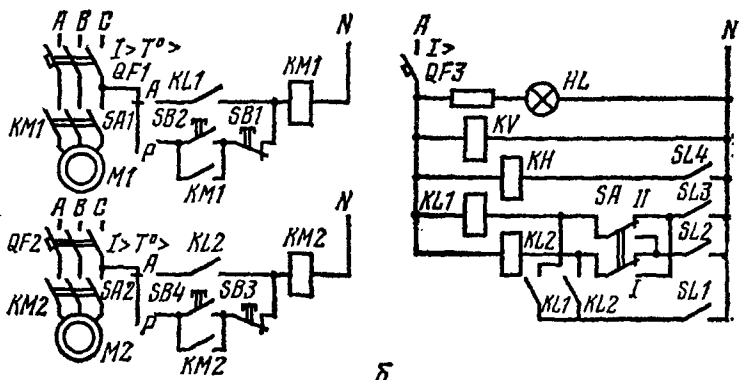 A B C
I> T°>
QF1
A KL1
KM1
N
KM1
SA1
SB2 SB1
P
M1
KM1
A B C
QF2
I> T°>
A KL2
KM2
N
KM2
SA2
SB4 SB3
P
M2
KM2
A
I>
QF3
HL
N
KV
KH
SL4
KL1
SA II
SL3
KL2
SL2
I
KL1 KL2
SL1
б